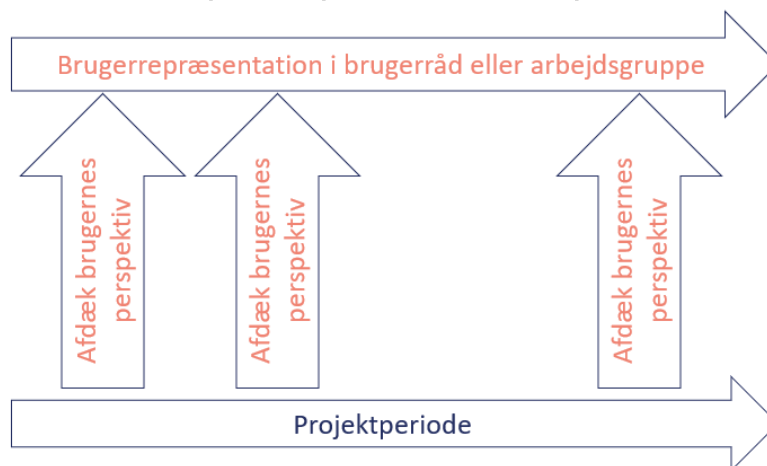 Brugerrepræsentation i brugerråd eller arbejdsgruppe
Afdæk brugernes
perspektiv
Afdæk brugernes
perspektiv
Afdæk brugernes
perspektiv
Projektperiode